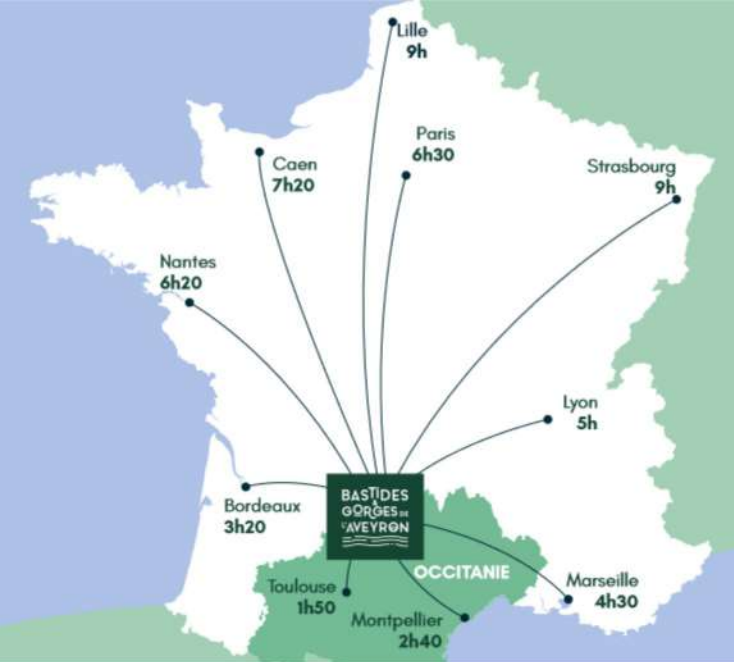 Lille
9h
Paris
6h30
Caen
7h20
Strasbourg
9h
Nantes
6h20
Lyon
5h
BASTIDES
&
GORGES DE
L'AVEYRON
Bordeaux
3h20
OCCITANIE
Toulouse
1h50
Marseille
4h30
Montpellier
2h40